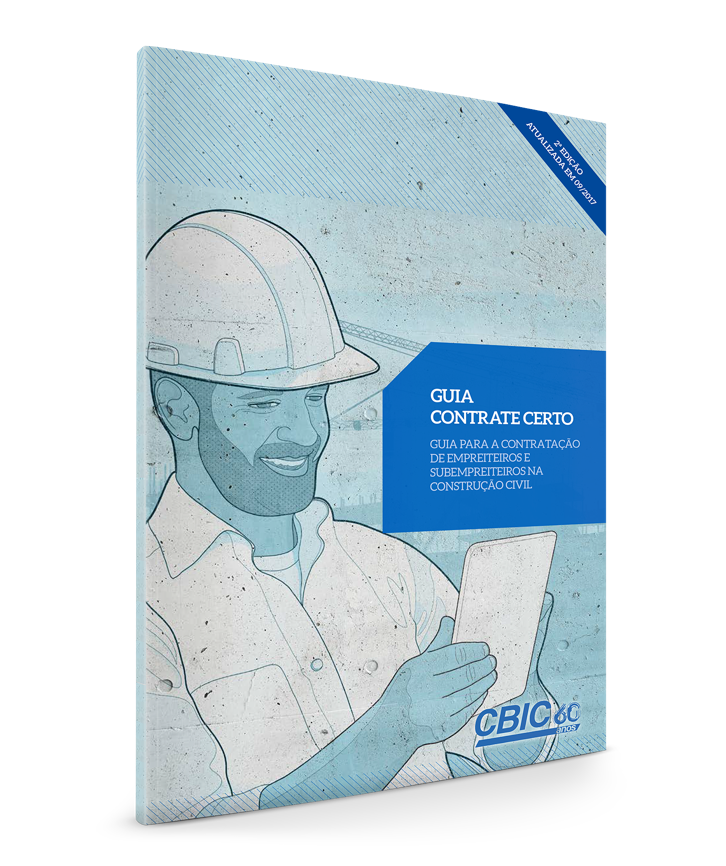 2ª EDIÇÃO
ATUALIZADA EM 09/2017
GUIA
CONTRATE CERTO
GUIA PARA A CONTRATAÇÃO
DE EMPREITEIROS E
SUBEMPREITEIROS NA
CONSTRUÇÃO CIVIL
CBIC 60
anos